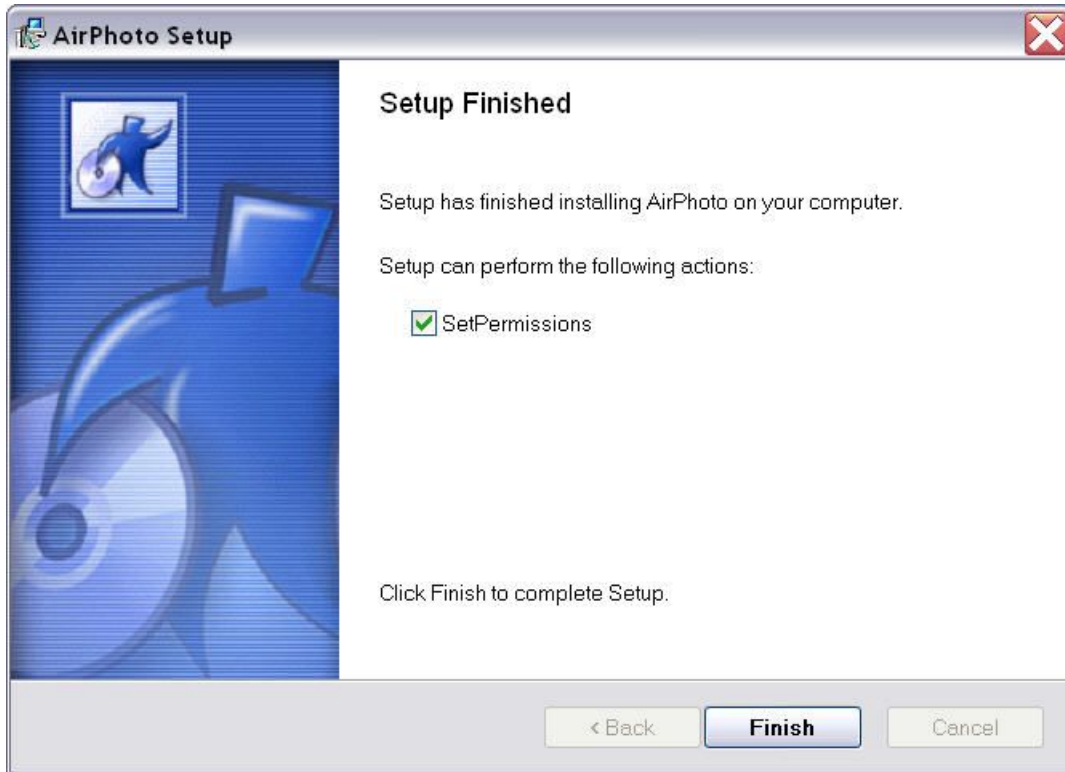 AirPhoto Setup
Setup Finished
Setup has finished installing AirPhoto on your computer.
Setup can perform the following actions:
SetPermissions
Click Finish to complete Setup.
< Back
Finish
Cancel